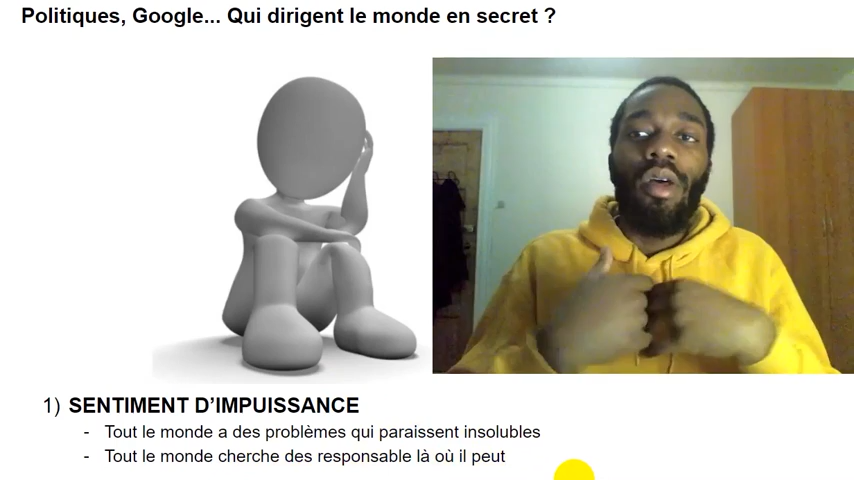 Politiques, Google... Qui dirigent le monde en secret ?
1) SENTIMENT D'IMPUISSANCE
- Tout le monde a des problèmes qui paraissent insolubles
- Tout le monde cherche des responsable là où il peut